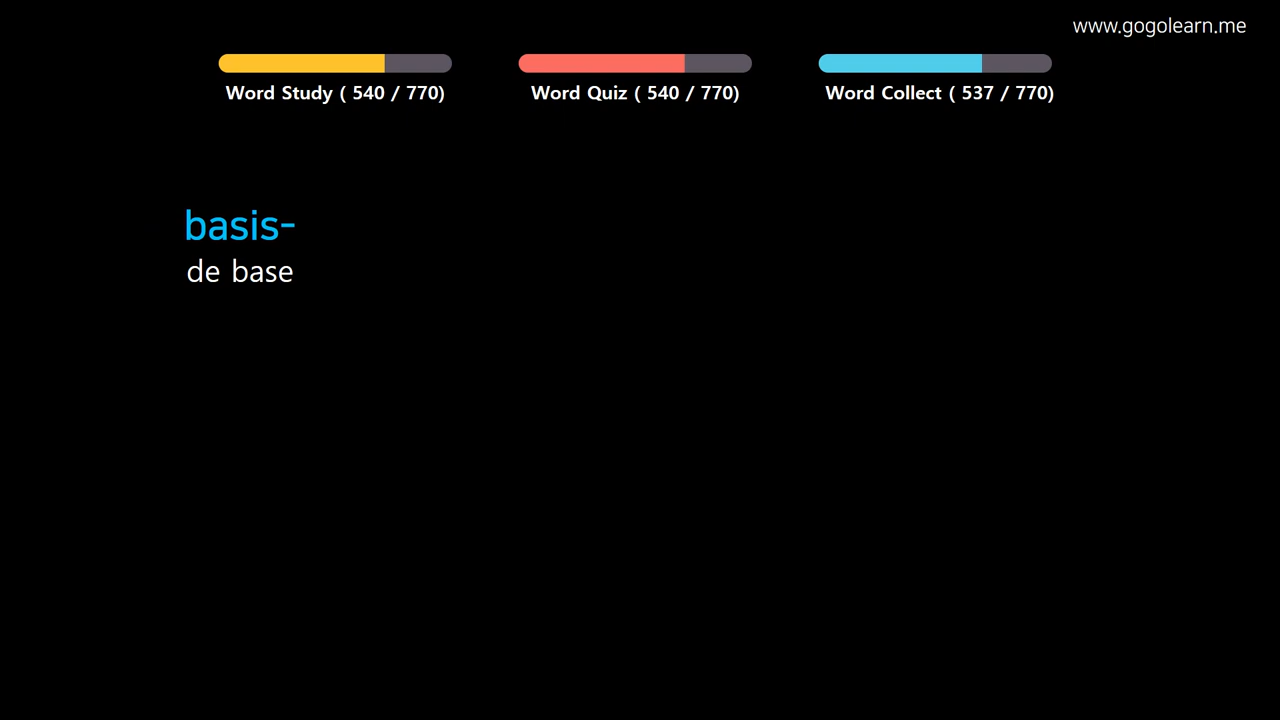 www.gogolearn.me
Word Study ( 540 / 770)
Word Quiz ( 540 / 770)
Word Collect ( 537 / 770)
basis-
de base